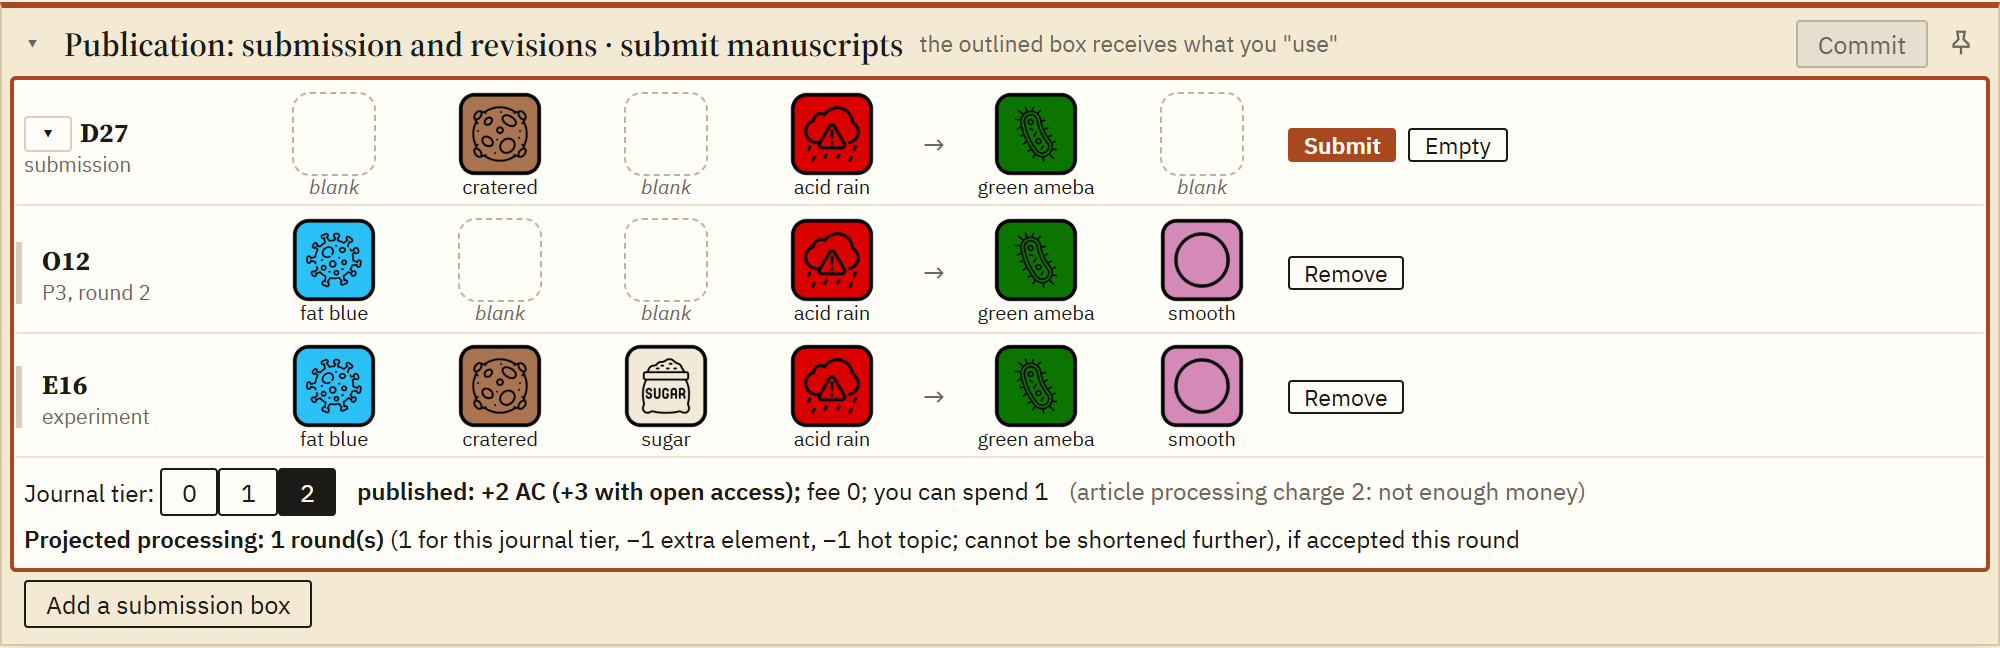 Publication: submission and revisions · submit manuscripts the outlined box receives what you "use" Commit
D27
submission
blank cratered blank acid rain → green ameba blank
Submit Empty
O12
P3, round 2
fat blue blank blank acid rain → green ameba smooth
Remove
E16
experiment
SUGAR
fat blue cratered sugar acid rain → green ameba smooth
Remove
Journal tier: 0 1 2 published: +2 AC (+3 with open access); fee 0; you can spend 1 (article processing charge 2: not enough money)
Projected processing: 1 round(s) (1 for this journal tier, −1 extra element, −1 hot topic; cannot be shortened further), if accepted this round
Add a submission box